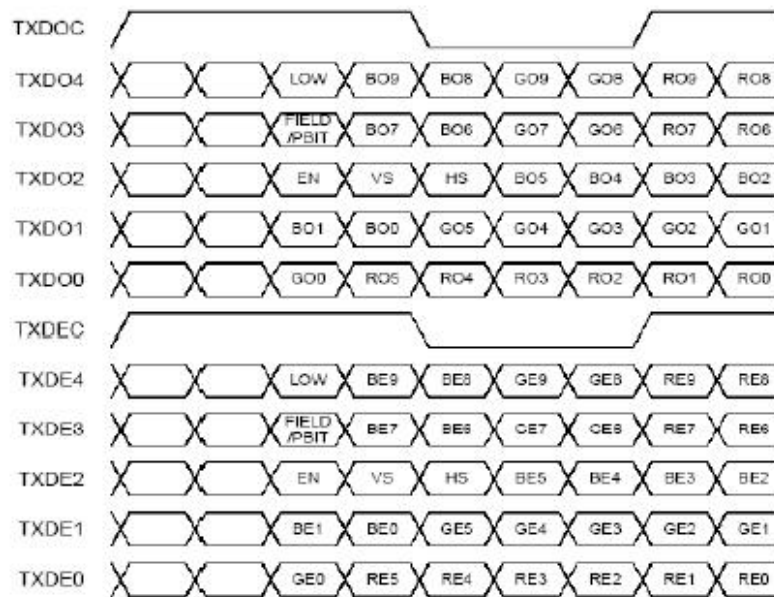 TXDOC
TXDO4 LOW BO9 BO8 GO9 GO8 RO9 RO8
TXDO3 FIELD /PBIT BO7 BO6 GO7 GO6 RO7 RO6
TXDO2 EN VS HS BO5 BO4 BO3 BO2
TXDO1 BO1 BO0 GO5 GO4 GO3 GO2 GO1
TXDO0 GO0 RO5 RO4 RO3 RO2 RO1 RO0
TXDEC
TXDE4 LOW BE9 BE8 GE9 GE8 RE9 RE8
TXDE3 FIELD /PBIT BE7 BE6 GE7 GE6 RE7 RE6
TXDE2 EN VS HS BE5 BE4 BE3 BE2
TXDE1 BE1 BE0 GE5 GE4 GE3 GE2 GE1
TXDE0 GE0 RE5 RE4 RE3 RE2 RE1 RE0